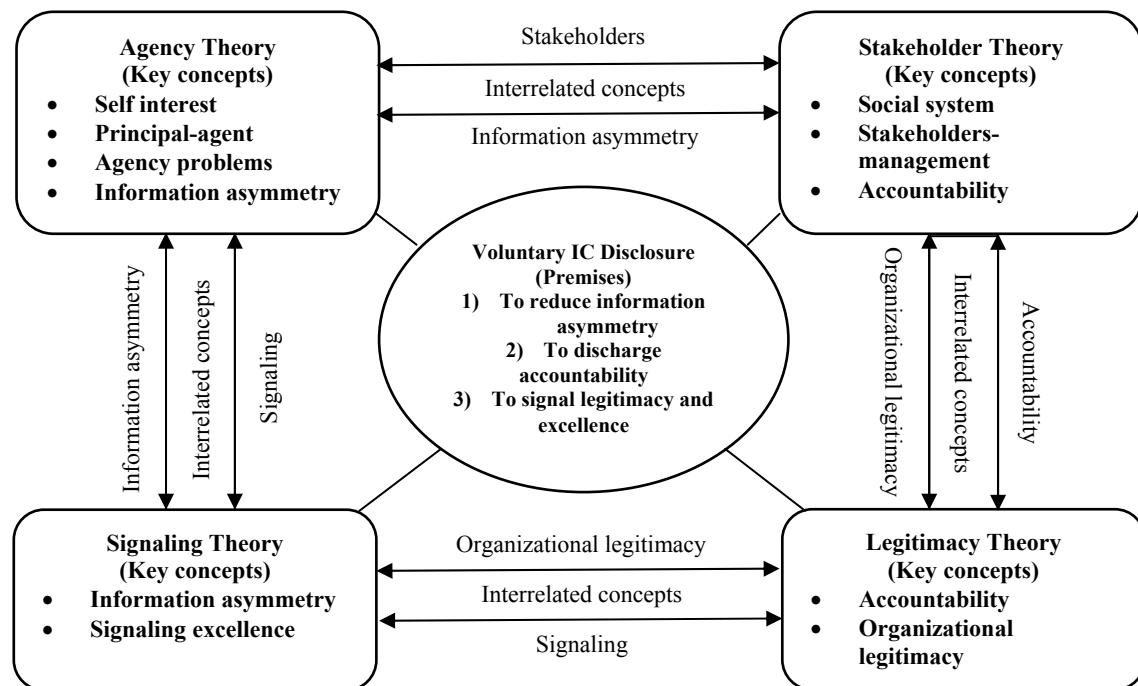 Agency Theory
(Key concepts)
• Self interest
• Principal-agent
• Agency problems
• Information asymmetry
Stakeholders
Interrelated concepts
Information asymmetry
Stakeholder Theory
(Key concepts)
• Social system
• Stakeholders-
management
• Accountability
Information asymmetry
Interrelated concepts
Signaling
Voluntary IC Disclosure
(Premises)
1) To reduce information
asymmetry
2) To discharge
accountability
3) To signal legitimacy and
excellence
Organizational legitimacy
Interrelated concepts
Accountability
Signaling Theory
(Key concepts)
• Information asymmetry
• Signaling excellence
Organizational legitimacy
Interrelated concepts
Signaling
Legitimacy Theory
(Key concepts)
• Accountability
• Organizational
legitimacy